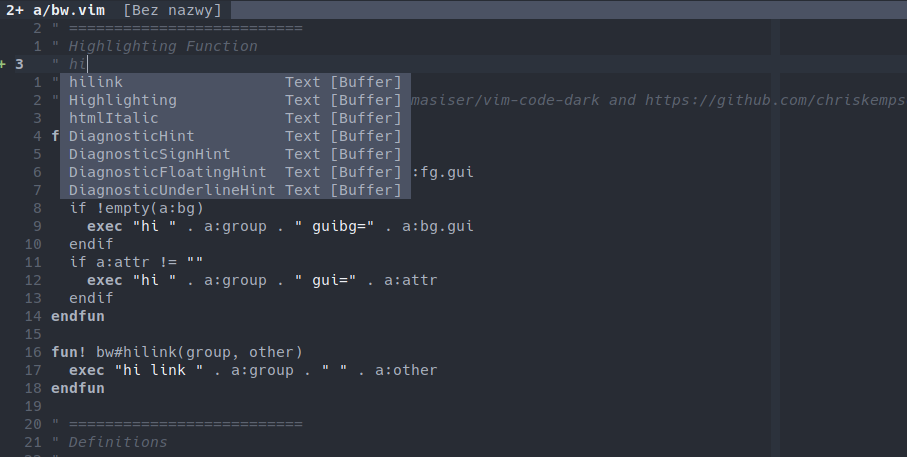 2+ a/bw.vim  [Bez nazwy]
2 " ==========================
1 " Highlighting Function
+ 3 " hi
1 " hilink Text [Buffer]
2 " Highlighting Text [Buffer] masiser/vim-code-dark and https://github.com/chriskemps
3 htmlItalic Text [Buffer]
4 f DiagnosticHint Text [Buffer]
5 DiagnosticSignHint Text [Buffer]
6 DiagnosticFloatingHint Text [Buffer] :fg.gui
7 DiagnosticUnderlineHint Text [Buffer]
8   if !empty(a:bg)
9     exec "hi " . a:group . " guibg=" . a:bg.gui
10   endif
11   if a:attr != ""
12     exec "hi " . a:group . " gui=" . a:attr
13   endif
14 endfun
15
16 fun! bw#hilink(group, other)
17   exec "hi link " . a:group . " " . a:other
18 endfun
19
20 " ==========================
21 " Definitions